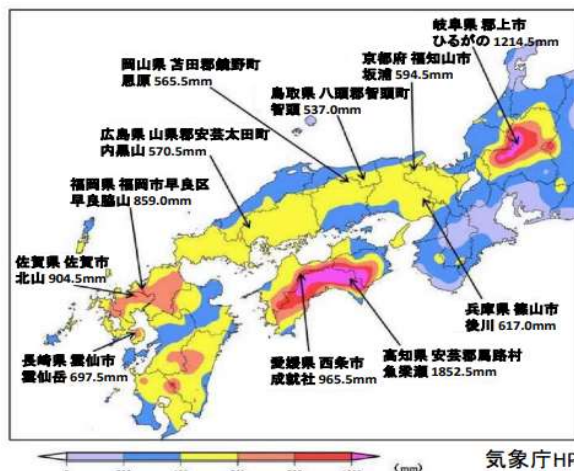 岐阜県 郡上市
ひるがの 1214.5mm
京都府 福知山市
坂浦 594.5mm
岡山県 苫田郡鏡野町
恩原 565.5mm
鳥取県 八頭郡智頭町
智頭 537.0mm
広島県 山県郡安芸太田町
内黒山 570.5mm
福岡県 福岡市早良区
早良脇山 859.0mm
佐賀県 佐賀市
北山 904.5mm
兵庫県 篠山市
後川 617.0mm
長崎県 雲仙市
雲仙岳 697.5mm
愛媛県 西条市
成就社 965.5mm
高知県 安芸郡馬路村
魚梁瀬 1852.5mm
(mm)
気象庁HP